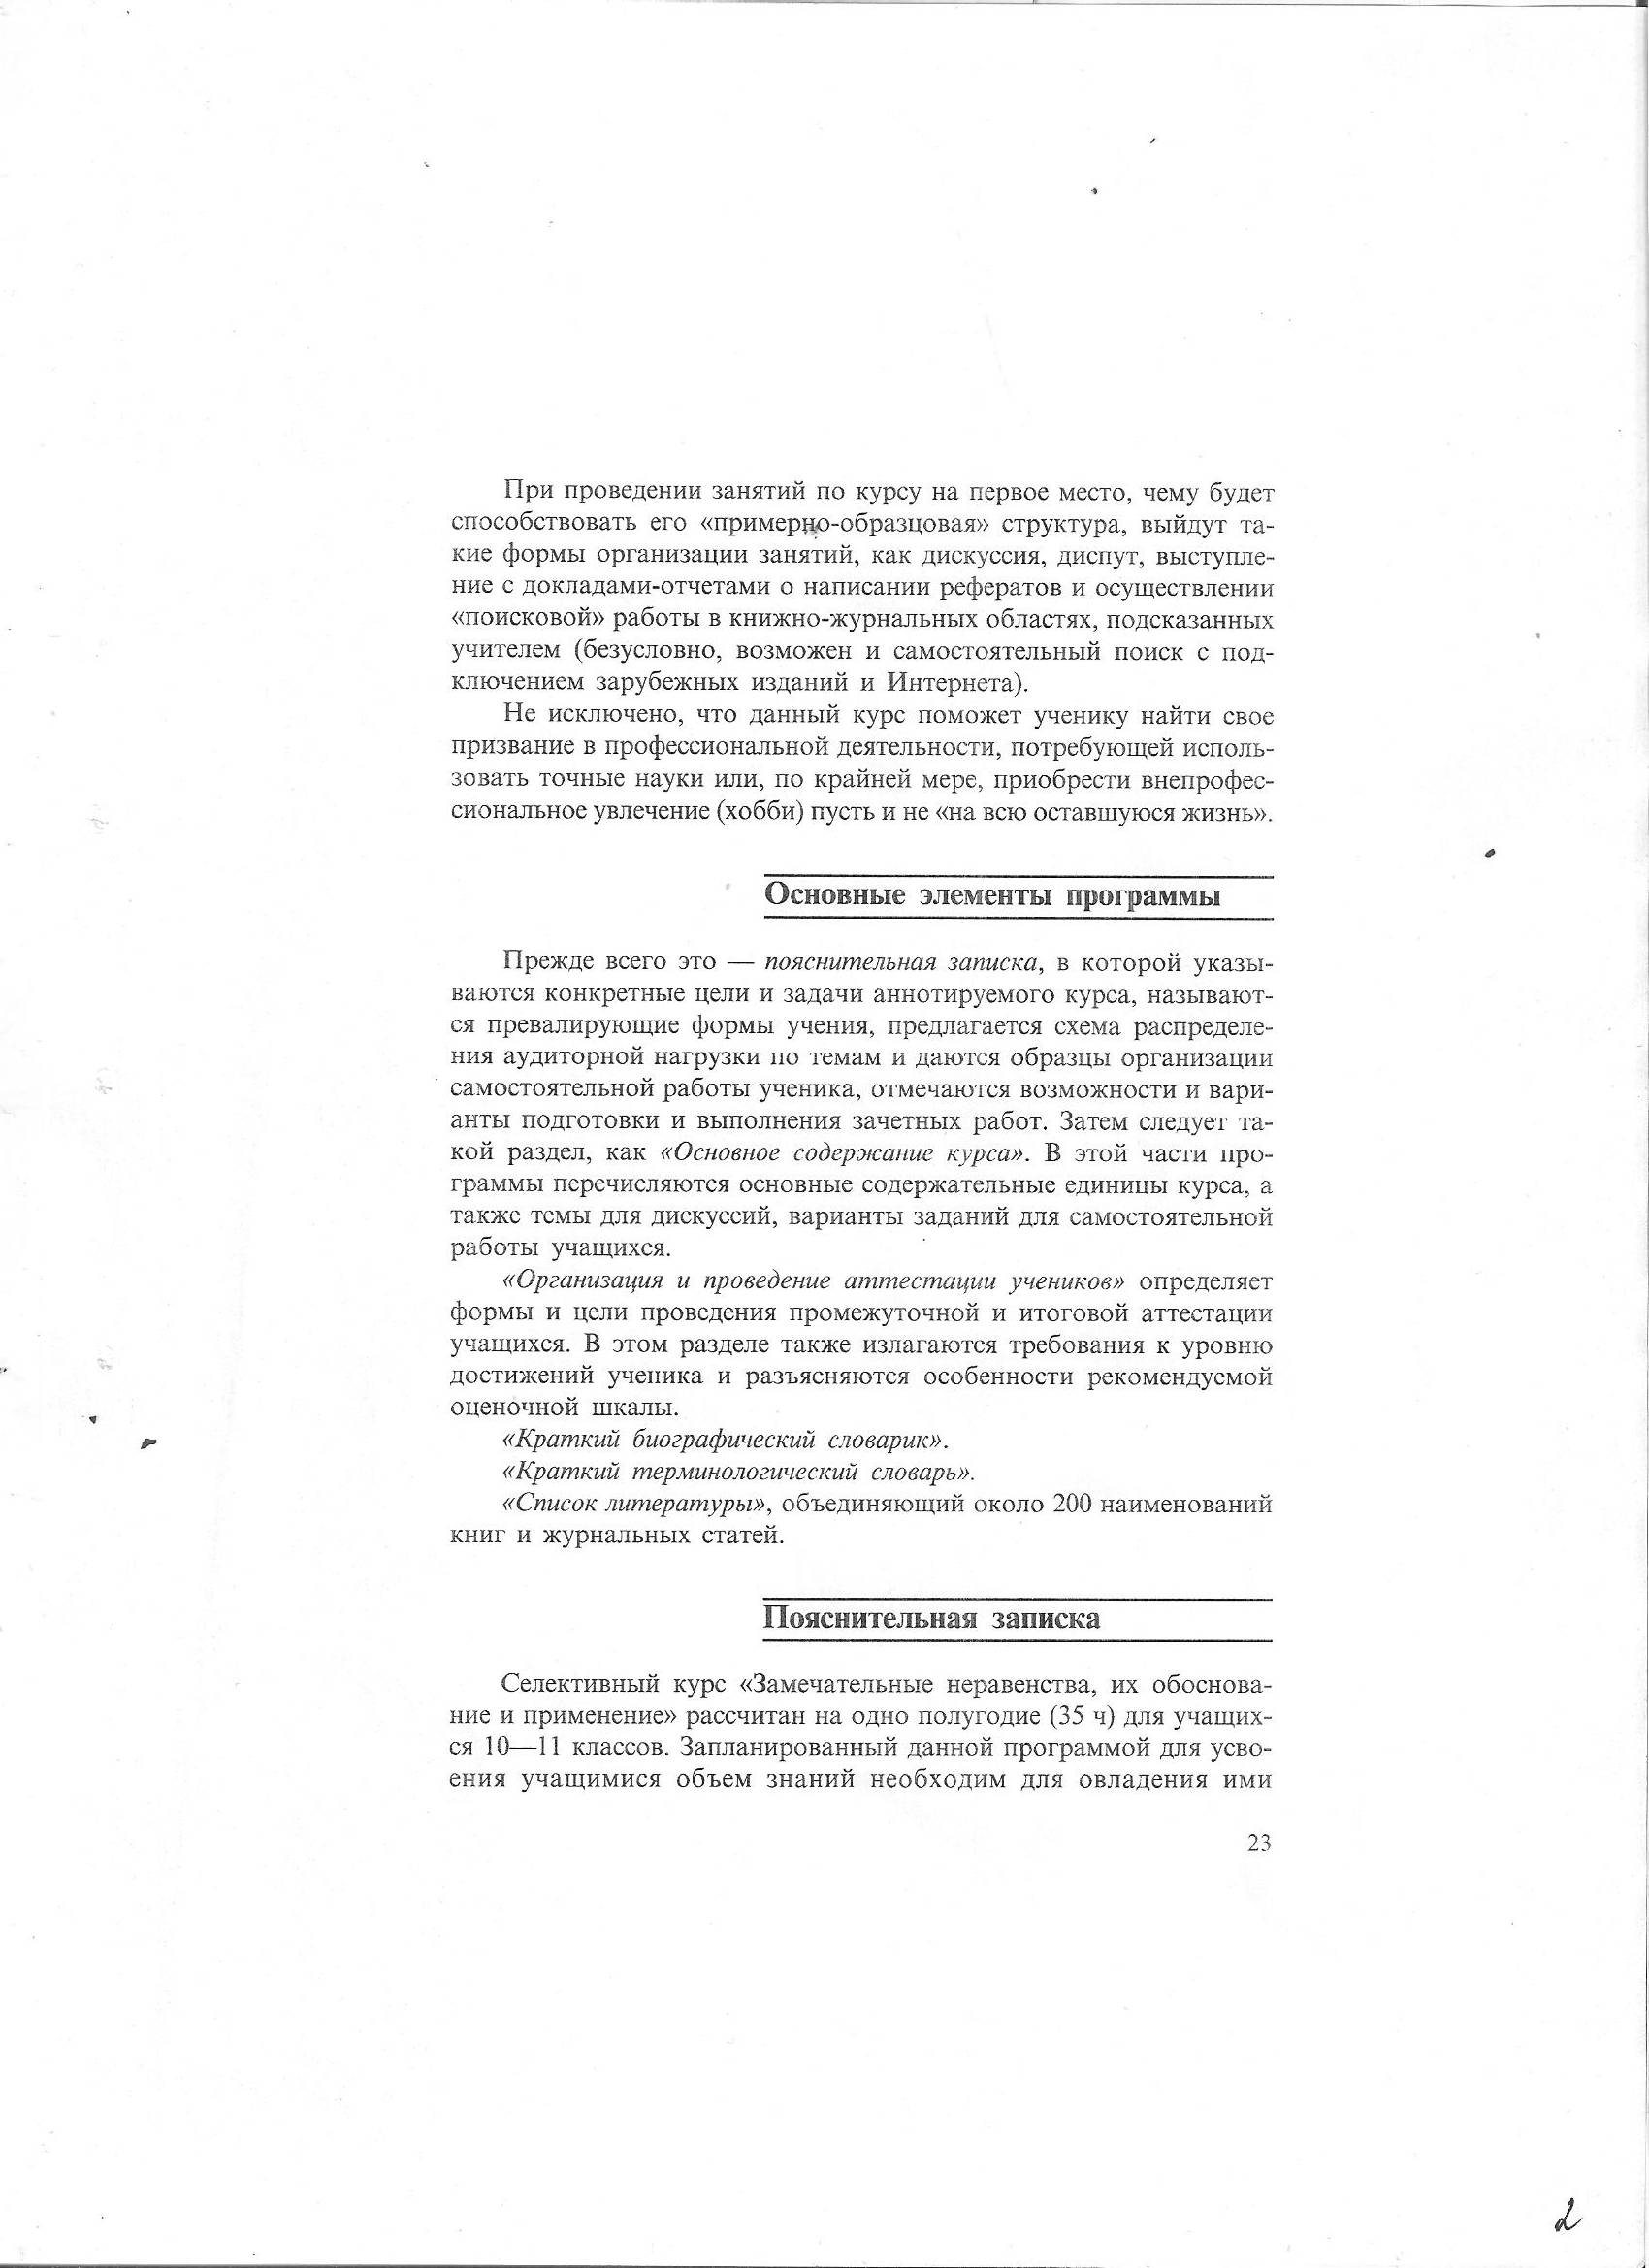 При проведении занятий по курсу на первое место, чему будет
способствовать его «примерно-образцовая» структура, выйдут та-
кие формы организации занятий, как дискуссия, диспут, выступле-
ние с докладами-отчетами о написании рефератов и осуществлении
«поисковой» работы в книжно-журнальных областях, подсказанных
учителем (безусловно, возможен и самостоятельный поиск с под-
ключением зарубежных изданий и Интернета).
Не исключено, что данный курс поможет ученику найти свое
призвание в профессиональной деятельности, потребующей исполь-
зовать точные науки или, по крайней мере, приобрести внепрофес-
сиональное увлечение (хобби) пусть и не «на всю оставшуюся жизнь».
Основные элементы программы
Прежде всего это — пояснительная записка, в которой указы-
ваются конкретные цели и задачи аннотируемого курса, называют-
ся превалирующие формы учения, предлагается схема распределе-
ния аудиторной нагрузки по темам и даются образцы организации
самостоятельной работы ученика, отмечаются возможности и вари-
анты подготовки и выполнения зачетных работ. Затем следует та-
кой раздел, как «Основное содержание курса». В этой части про-
граммы перечисляются основные содержательные единицы курса, а
также темы для дискуссий, варианты заданий для самостоятельной
работы учащихся.
«Организация и проведение аттестации учеников» определяет
формы и цели проведения промежуточной и итоговой аттестации
учащихся. В этом разделе также излагаются требования к уровню
достижений ученика и разъясняются особенности рекомендуемой
оценочной шкалы.
«Краткий биографический словарик».
«Краткий терминологический словарь».
«Список литературы», объединяющий около 200 наименований
книг и журнальных статей.
Пояснительная записка
Селективный курс «Замечательные неравенства, их обоснова-
ние и применение» рассчитан на одно полугодие (35 ч) для учащих-
ся 10—11 классов. Запланированный данной программой для усво-
ения учащимися объем знаний необходим для овладения ими
23
2